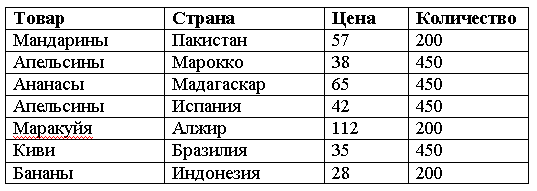 Товар Страна Цена Количество
Мандарины Пакистан 57 200
Апельсины Марокко 38 450
Ананасы Мадагаскар 65 450
Апельсины Испания 42 450
Маракуйя Алжир 112 200
Киви Бразилия 35 450
Бананы Индонезия 28 200